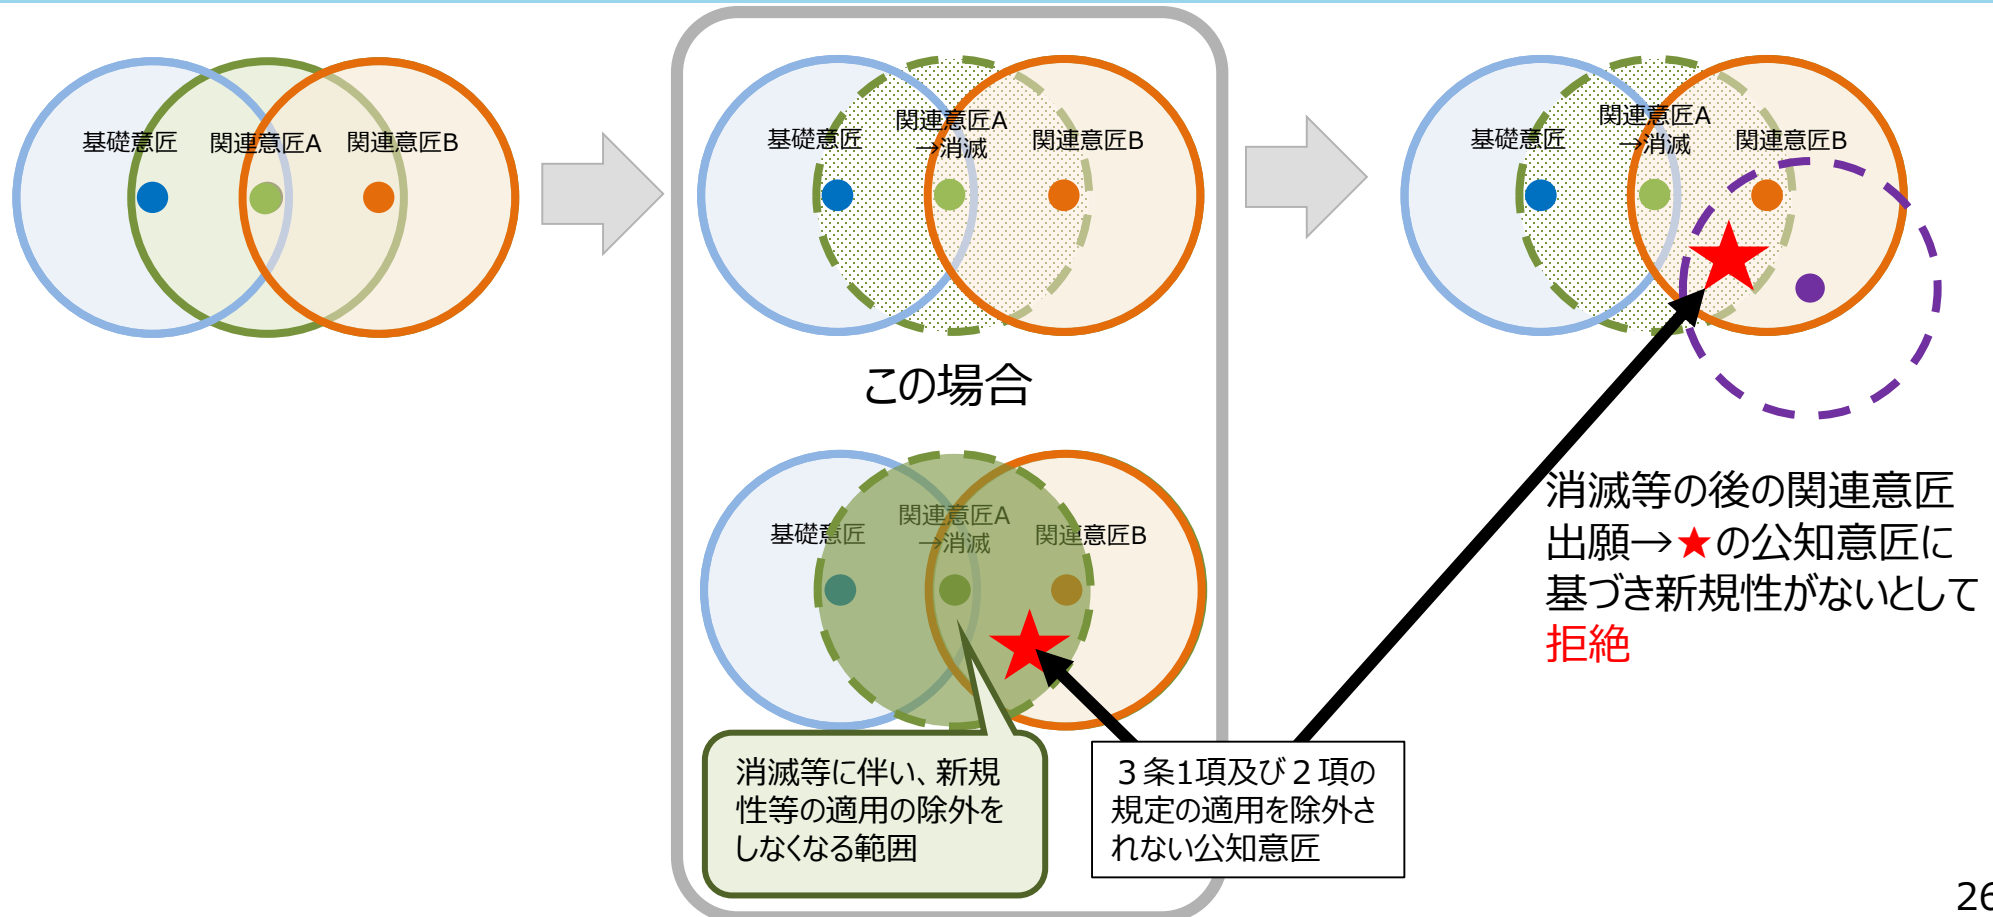 基礎意匠
関連意匠A
関連意匠B
基礎意匠
関連意匠A
→消滅
関連意匠B
この場合
基礎意匠
関連意匠A
→消滅
関連意匠B
消滅等に伴い、新規
性等の適用の除外を
しなくなる範囲
３条1項及び２項の
規定の適用を除外さ
れない公知意匠
基礎意匠
関連意匠A
→消滅
関連意匠B
消滅等の後の関連意匠
出願→★の公知意匠に
基づき新規性がないとして
拒絶
26